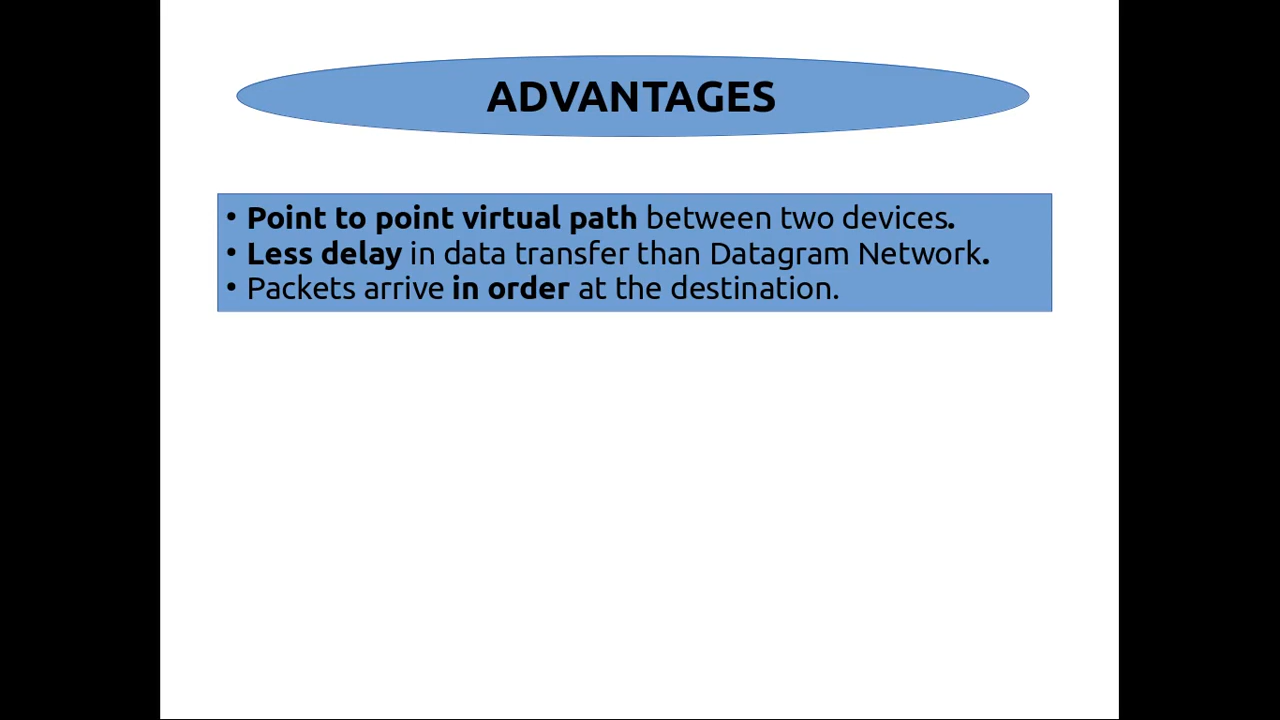 ADVANTAGES
• Point to point virtual path between two devices.
• Less delay in data transfer than Datagram Network.
• Packets arrive in order at the destination.